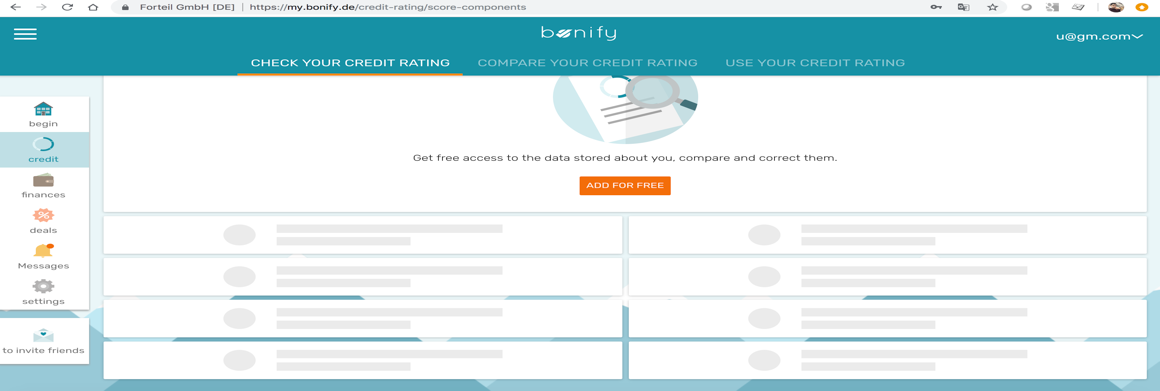 Forteil GmbH [DE] | https://my.bonify.de/credit-rating/score-components
bonify
u@gm.com
CHECK YOUR CREDIT RATING COMPARE YOUR CREDIT RATING USE YOUR CREDIT RATING
begin
credit
finances
deals
Messages
settings
to invite friends
Get free access to the data stored about you, compare and correct them.
ADD FOR FREE